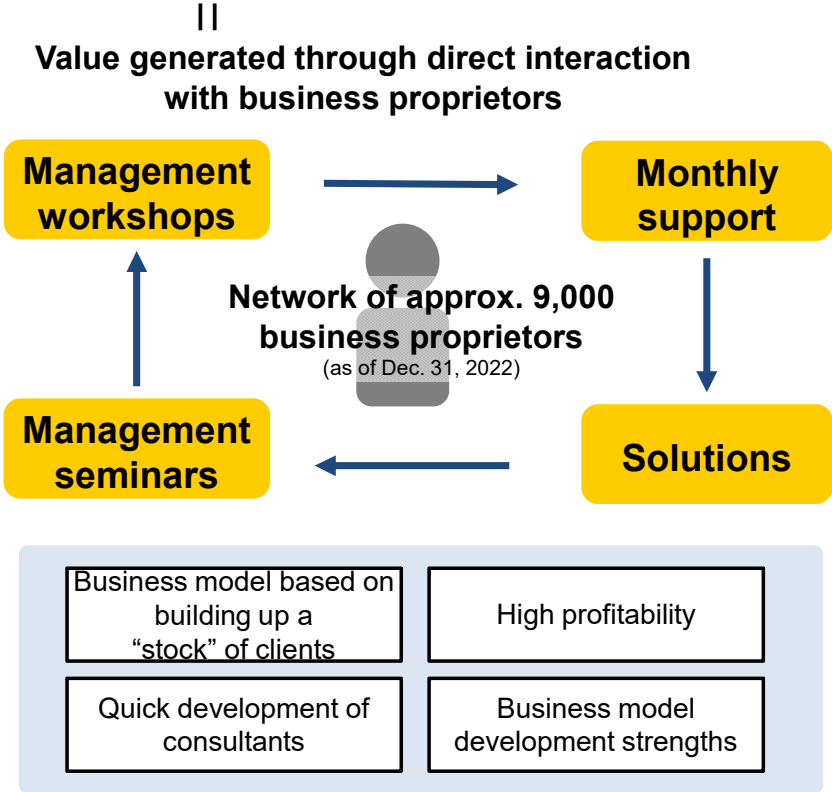 Value generated through direct interaction
with business proprietors
Management
workshops
Monthly
support
Network of approx. 9,000
business proprietors
(as of Dec. 31, 2022)
Management
seminars
Solutions
Business model based on
building up a
“stock” of clients
High profitability
Quick development of
consultants
Business model
development strengths